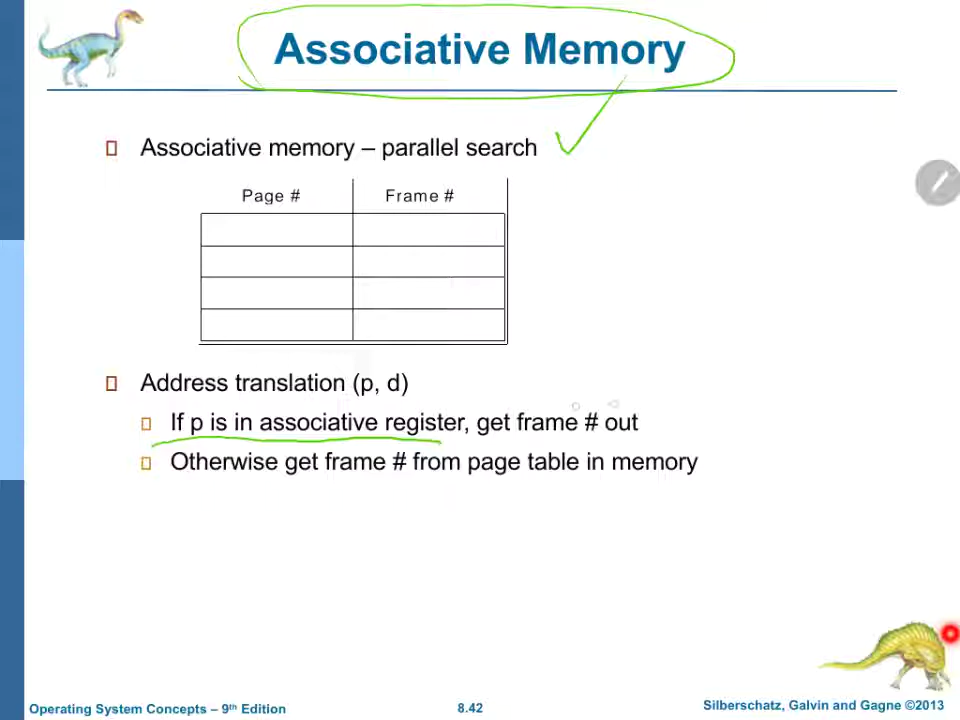 Associative Memory
Associative memory – parallel search
Page # Frame #
Address translation (p, d)
If p is in associative register, get frame # out
Otherwise get frame # from page table in memory
Operating System Concepts – 9th Edition 8.42 Silberschatz, Galvin and Gagne ©2013